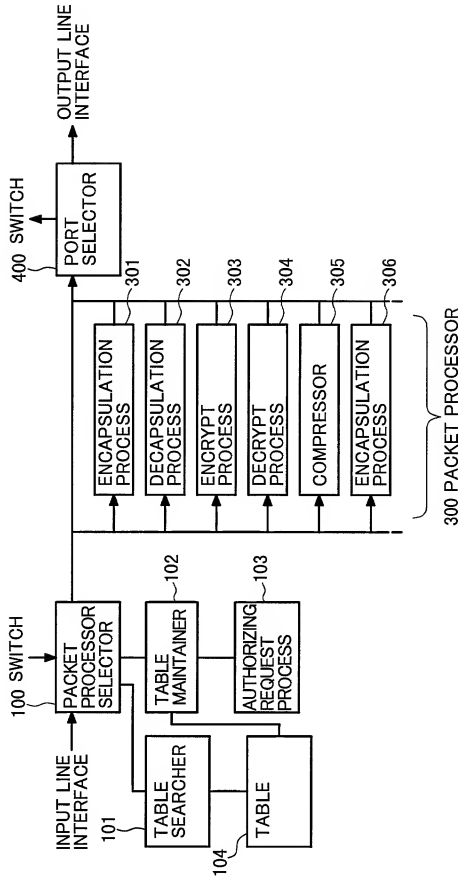 INPUT LINE
INTERFACE
100 SWITCH
PACKET
PROCESSOR
SELECTOR
101
TABLE
SEARCHER
102
TABLE
MAINTAINER
103
AUTHORIZING
REQUEST
PROCESS
104
TABLE
ENCAPSULATION
PROCESS
301
DECAPSULATION
PROCESS
302
ENCRYPT
PROCESS
303
DECRYPT
PROCESS
304
COMPRESSOR
305
ENCAPSULATION
PROCESS
306
300 PACKET PROCESSOR
400 SWITCH
PORT
SELECTOR
OUTPUT LINE
INTERFACE